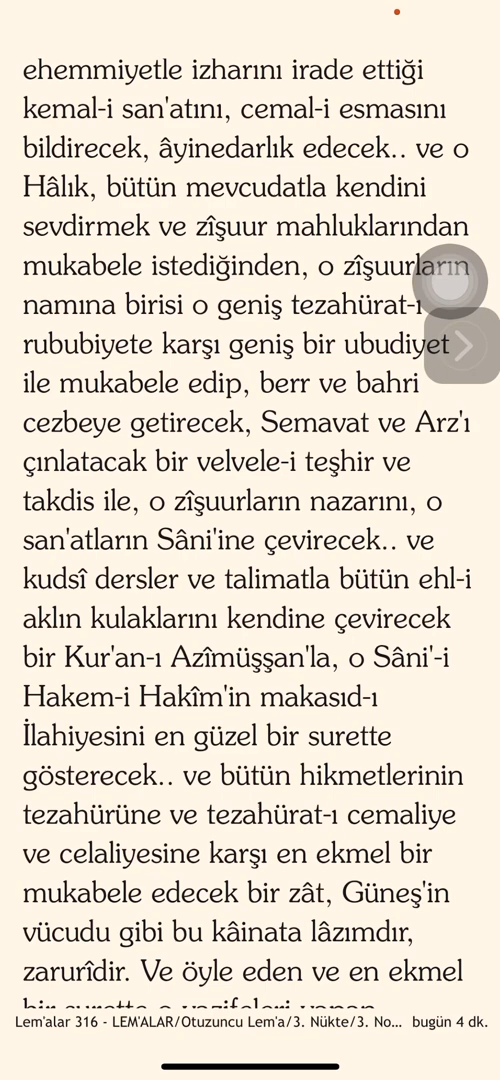 ehemmiyetle izharını irade ettiği
kemal-i san'atını, cemal-i esmasını
bildirecek, âyinedarlık edecek.. ve o
Hâlık, bütün mevcudatla kendini
sevdirmek ve zîşuur mahluklarından
mukabele istediğinden, o zîşuurların
namına birisi o geniş tezahürat-ı
rububiyete karşı geniş bir ubudiyet
ile mukabele edip, berr ve bahri
cezbeye getirecek, Semavat ve Arz'ı
çınlatacak bir velvele-i teşhir ve
takdis ile, o zîşuurların nazarını, o
san'atların Sâni'ine çevirecek.. ve
kudsî dersler ve talimatla bütün ehl-i
aklın kulaklarını kendine çevirecek
bir Kur'an-ı Azîmüşşan'la, o Sâni'-i
Hakem-i Hakîm'in makasıd-ı
İlahiyesini en güzel bir surette
gösterecek.. ve bütün hikmetlerinin
tezahürüne ve tezahürat-ı cemaliye
ve celaliyesine karşı en ekmel bir
mukabele edecek bir zât, Güneş'in
vücudu gibi bu kâinata lâzımdır,
zarurîdir. Ve öyle eden ve en ekmel
bir surette o vazifeleri yapan
Lem'alar 316 - LEM'ALAR/Otuzuncu Lem'a/3. Nükte/3. No... bugün 4 dk.